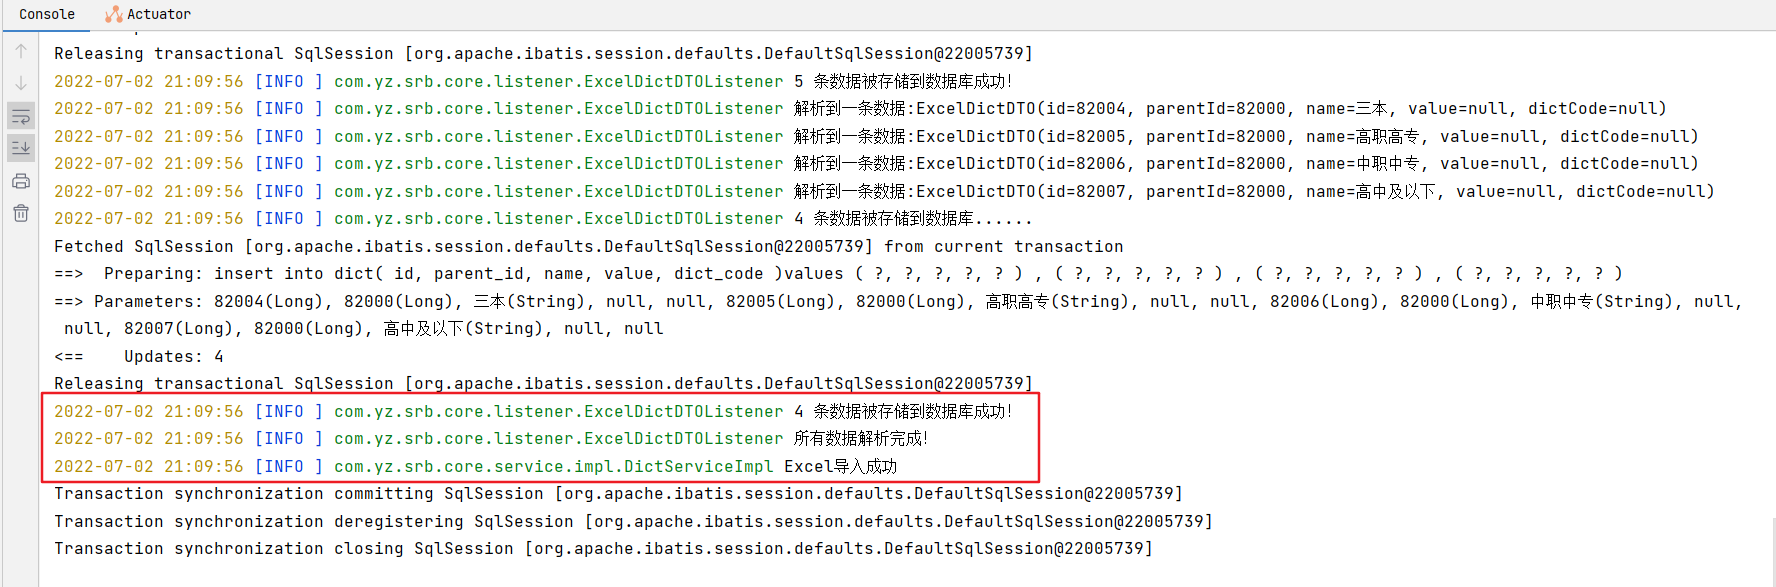 Console Actuator
Releasing transactional SqlSession [org.apache.ibatis.session.defaults.DefaultSqlSession@22005739]
2022-07-02 21:09:56 [INFO ] com.yz.srb.core.listener.ExcelDictDTOListener 5 条数据被存储到数据库成功!
2022-07-02 21:09:56 [INFO ] com.yz.srb.core.listener.ExcelDictDTOListener 解析到一条数据:ExcelDictDTO(id=82004, parentId=82000, name=三本, value=null, dictCode=null)
2022-07-02 21:09:56 [INFO ] com.yz.srb.core.listener.ExcelDictDTOListener 解析到一条数据:ExcelDictDTO(id=82005, parentId=82000, name=高职高专, value=null, dictCode=null)
2022-07-02 21:09:56 [INFO ] com.yz.srb.core.listener.ExcelDictDTOListener 解析到一条数据:ExcelDictDTO(id=82006, parentId=82000, name=中职中专, value=null, dictCode=null)
2022-07-02 21:09:56 [INFO ] com.yz.srb.core.listener.ExcelDictDTOListener 解析到一条数据:ExcelDictDTO(id=82007, parentId=82000, name=高中及以下, value=null, dictCode=null)
2022-07-02 21:09:56 [INFO ] com.yz.srb.core.listener.ExcelDictDTOListener 4 条数据被存储到数据库......
Fetched SqlSession [org.apache.ibatis.session.defaults.DefaultSqlSession@22005739] from current transaction
==>  Preparing: insert into dict( id, parent_id, name, value, dict_code )values ( ?, ?, ?, ?, ? ) , ( ?, ?, ?, ?, ? ) , ( ?, ?, ?, ?, ? ) , ( ?, ?, ?, ?, ? )
==> Parameters: 82004(Long), 82000(Long), 三本(String), null, null, 82005(Long), 82000(Long), 高职高专(String), null, null, 82006(Long), 82000(Long), 中职中专(String), null,
null, 82007(Long), 82000(Long), 高中及以下(String), null, null
<==    Updates: 4
Releasing transactional SqlSession [org.apache.ibatis.session.defaults.DefaultSqlSession@22005739]
2022-07-02 21:09:56 [INFO ] com.yz.srb.core.listener.ExcelDictDTOListener 4 条数据被存储到数据库成功!
2022-07-02 21:09:56 [INFO ] com.yz.srb.core.listener.ExcelDictDTOListener 所有数据解析完成!
2022-07-02 21:09:56 [INFO ] com.yz.srb.core.service.impl.DictServiceImpl Excel导入成功
Transaction synchronization committing SqlSession [org.apache.ibatis.session.defaults.DefaultSqlSession@22005739]
Transaction synchronization deregistering SqlSession [org.apache.ibatis.session.defaults.DefaultSqlSession@22005739]
Transaction synchronization closing SqlSession [org.apache.ibatis.session.defaults.DefaultSqlSession@22005739]